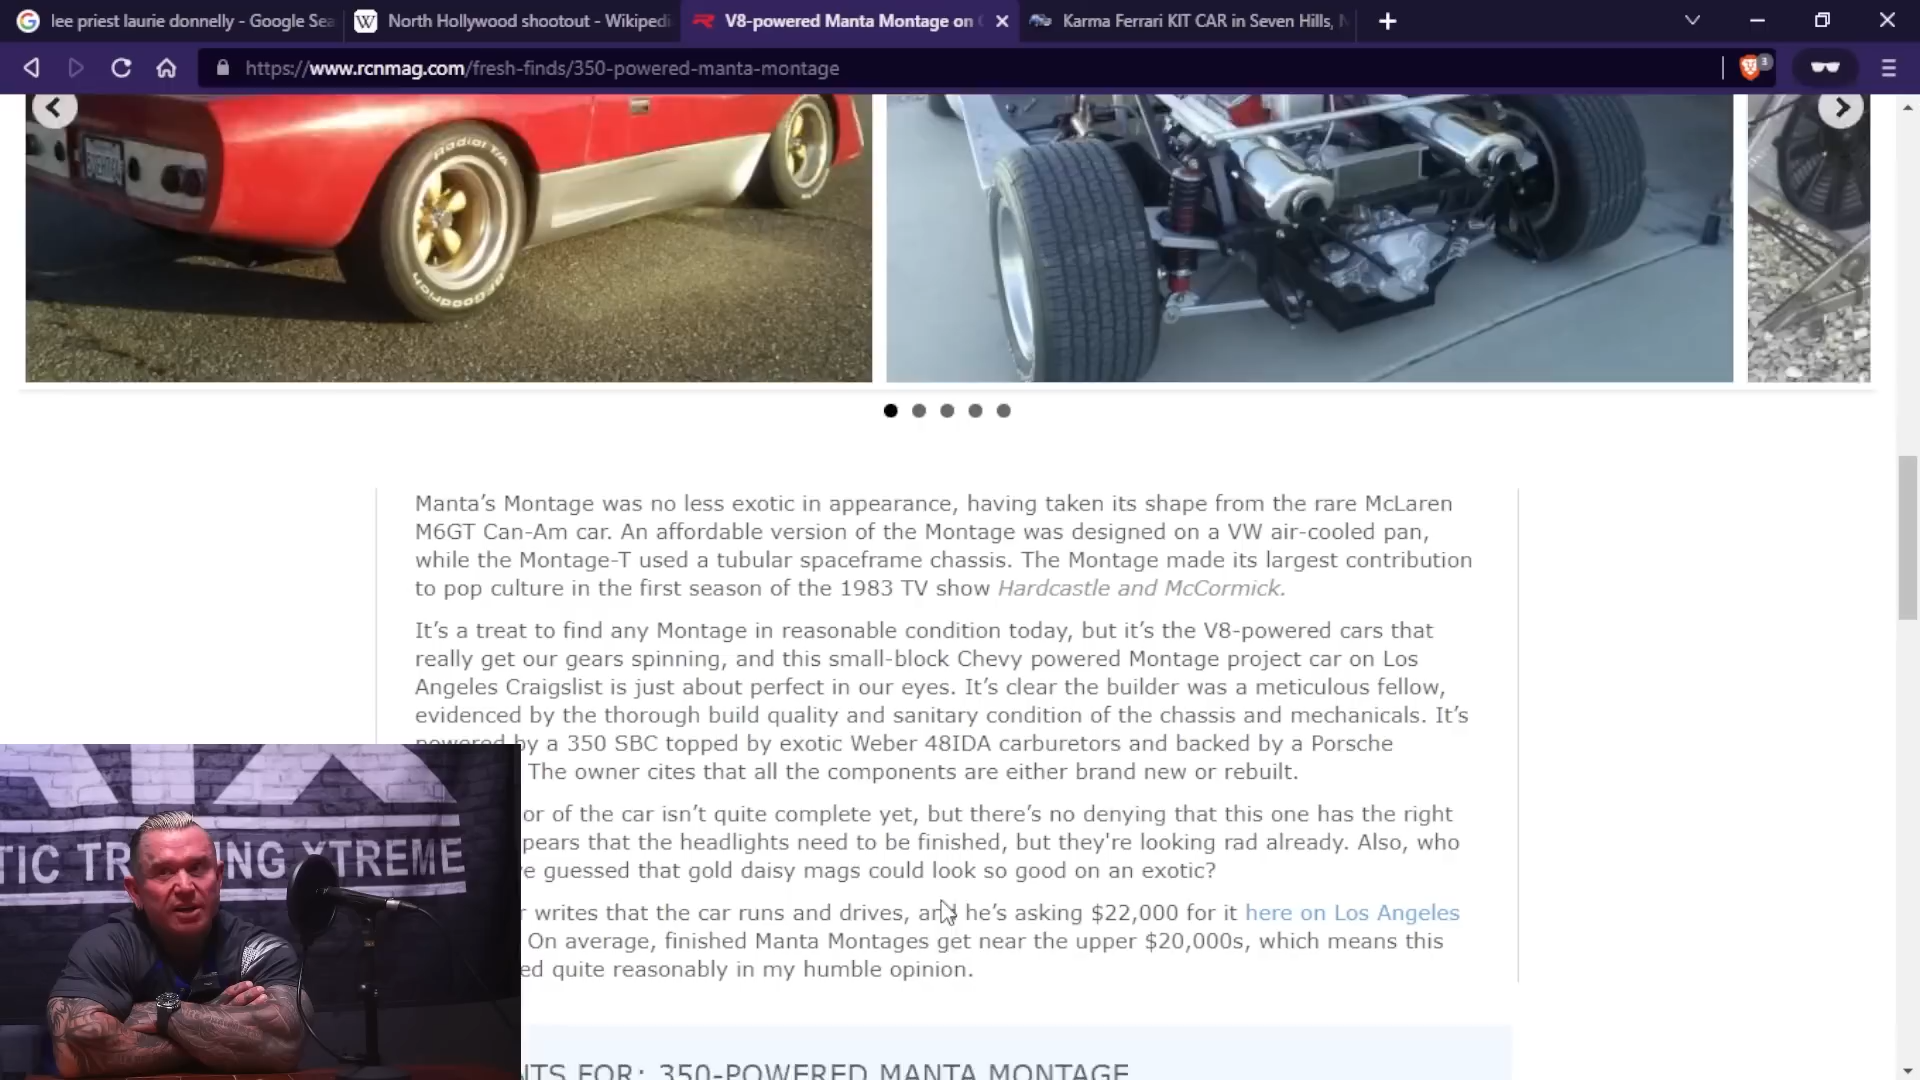 lee priest laurie donnelly - Google Sea
North Hollywood shootout - Wikipedi
V8-powered Manta Montage on
Karma Ferrari KIT CAR in Seven Hills,
https://www.rcnmag.com/fresh-finds/350-powered-manta-montage
3
Radial T/A
BFGoodrich
Manta’s Montage was no less exotic in appearance, having taken its shape from the rare McLaren
M6GT Can-Am car. An affordable version of the Montage was designed on a VW air-cooled pan,
while the Montage-T used a tubular spaceframe chassis. The Montage made its largest contribution
to pop culture in the first season of the 1983 TV show Hardcastle and McCormick.
It’s a treat to find any Montage in reasonable condition today, but it’s the V8-powered cars that
really get our gears spinning, and this small-block Chevy powered Montage project car on Los
Angeles Craigslist is just about perfect in our eyes. It’s clear the builder was a meticulous fellow,
evidenced by the thorough build quality and sanitary condition of the chassis and mechanicals. It’s
powered by a 350 SBC topped by exotic Weber 48IDA carburetors and backed by a Porsche
The owner cites that all the components are either brand new or rebuilt.
or of the car isn’t quite complete yet, but there’s no denying that this one has the right
pears that the headlights need to be finished, but they're looking rad already. Also, who
e guessed that gold daisy mags could look so good on an exotic?
r writes that the car runs and drives, and he’s asking $22,000 for it here on Los Angeles
On average, finished Manta Montages get near the upper $20,000s, which means this
ed quite reasonably in my humble opinion.
NTS FOR: 350-POWERED MANTA MONTAGE
TIC TR NG XTREME